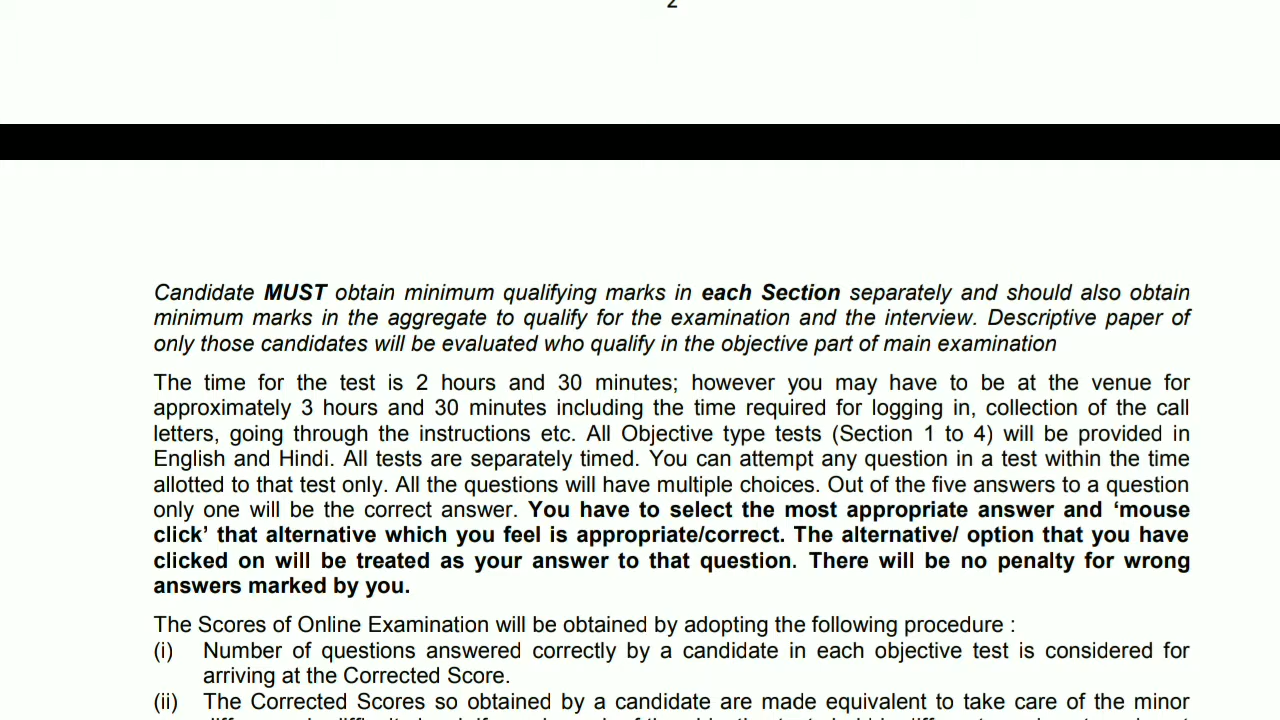 2
Candidate MUST obtain minimum qualifying marks in each Section separately and should also obtain
minimum marks in the aggregate to qualify for the examination and the interview. Descriptive paper of
only those candidates will be evaluated who qualify in the objective part of main examination
The time for the test is 2 hours and 30 minutes; however you may have to be at the venue for
approximately 3 hours and 30 minutes including the time required for logging in, collection of the call
letters, going through the instructions etc. All Objective type tests (Section 1 to 4) will be provided in
English and Hindi. All tests are separately timed. You can attempt any question in a test within the time
allotted to that test only. All the questions will have multiple choices. Out of the five answers to a question
only one will be the correct answer. You have to select the most appropriate answer and ‘mouse
click’ that alternative which you feel is appropriate/correct. The alternative/ option that you have
clicked on will be treated as your answer to that question. There will be no penalty for wrong
answers marked by you.
The Scores of Online Examination will be obtained by adopting the following procedure :
(i) Number of questions answered correctly by a candidate in each objective test is considered for
arriving at the Corrected Score.
(ii) The Corrected Scores so obtained by a candidate are made equivalent to take care of the minor